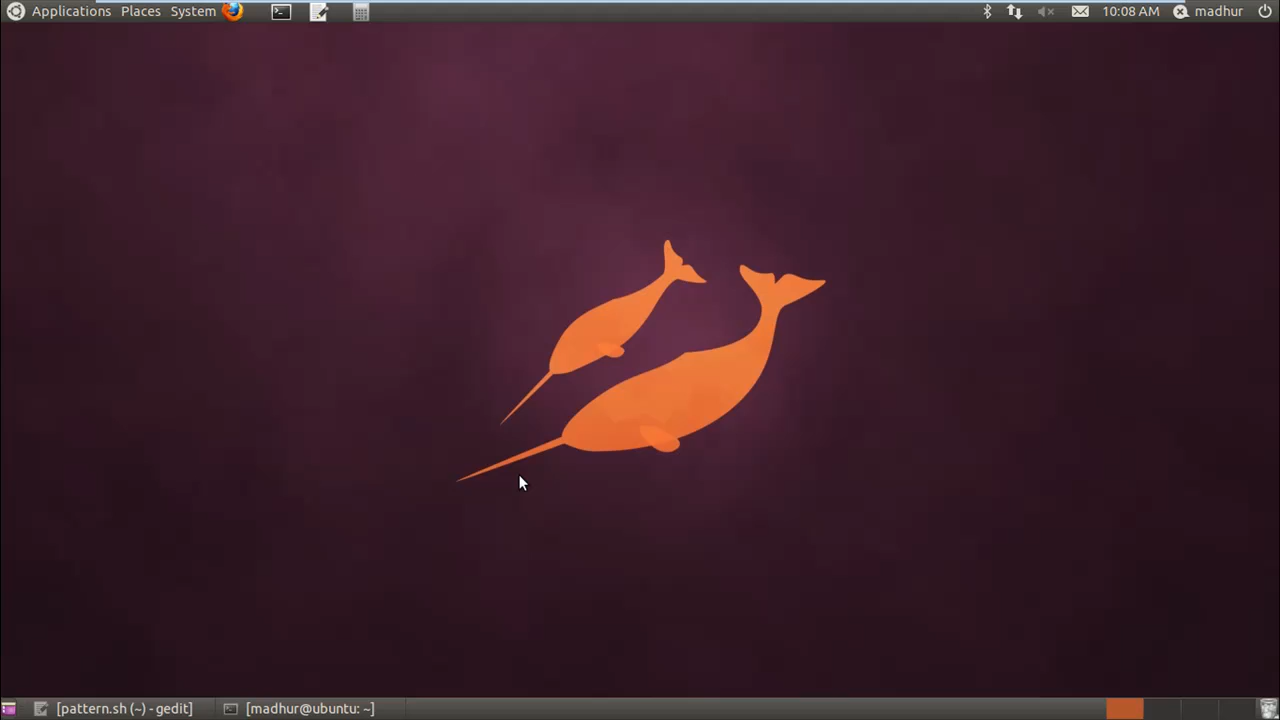 Applications Places System 10:08 AM madhur
[pattern.sh (~) - gedit] [madhur@ubuntu: ~]